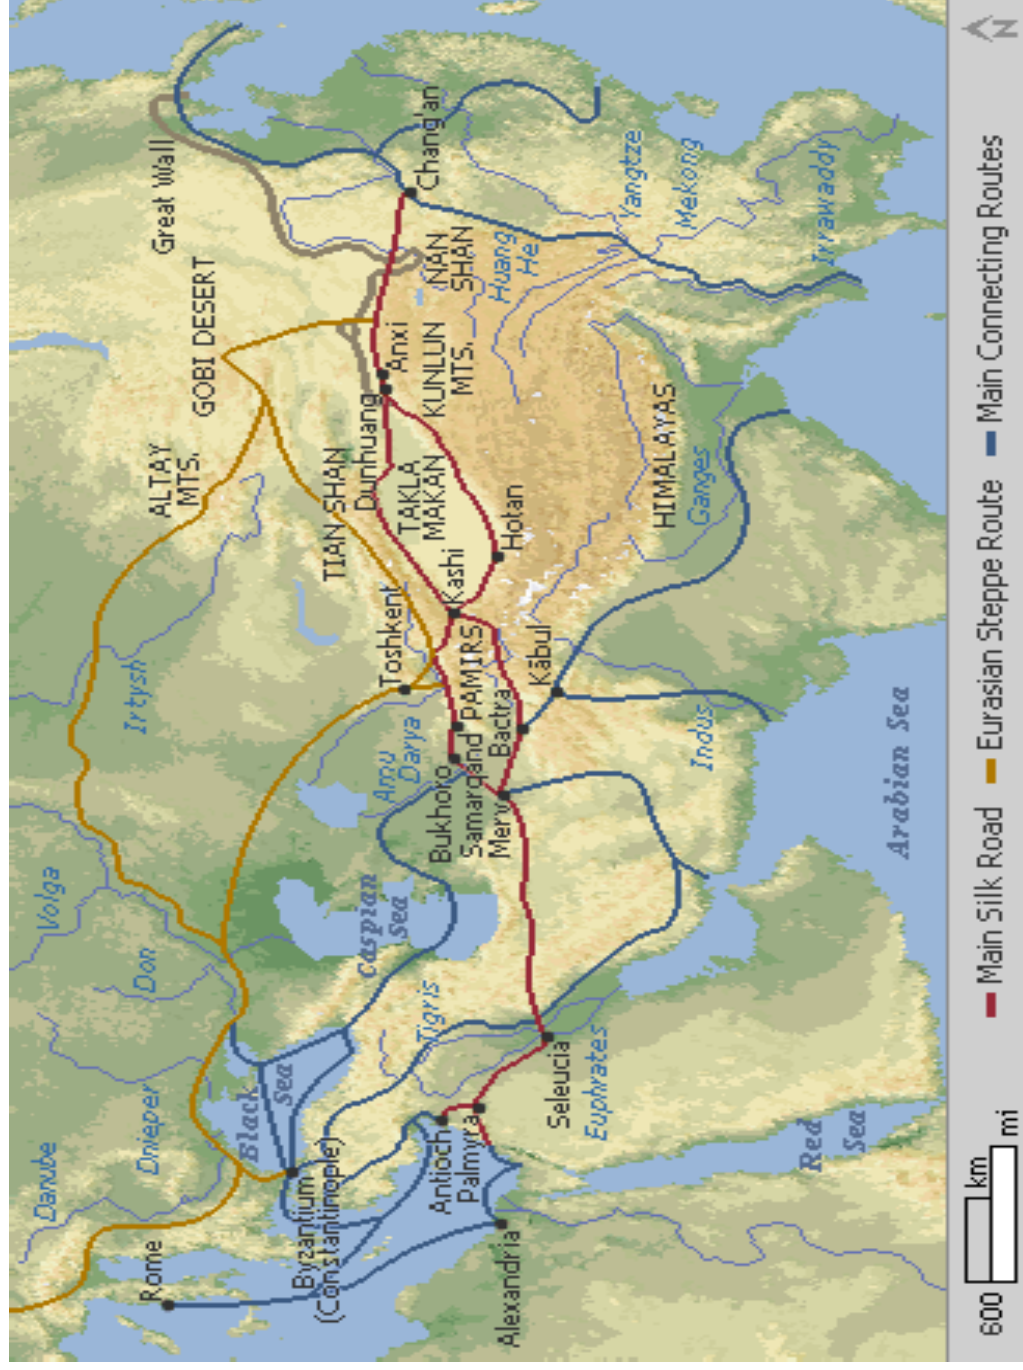 Great Wall
GOBI DESERT
ALTAY
MTS.
Irtysh
Volga
Don
Dnieper
Danube
Rome
TIAN SHAN
Toshkent
Amu
Darya
Caspian
Sea
Black
Sea
Byzantium
(Constantinople)
Chang'an
NAN
SHAN
Anxi
Dunhuang
KUNLUN
MTS.
TAKLA
MAKAN
Hotan
Kashi
PAMIRS
Samarqand
Bukhoro
Merv
Bactra
Kābul
Tigris
Antioch
Palmyra
Seleucia
Euphrates
Alexandria
Huang
He
Yangtze
Mekong
Irrawaddy
HIMALAYAS
Ganges
Indus
Arabian Sea
Red
Sea
600
km
mi
Main Silk Road
Eurasian Steppe Route
Main Connecting Routes
N